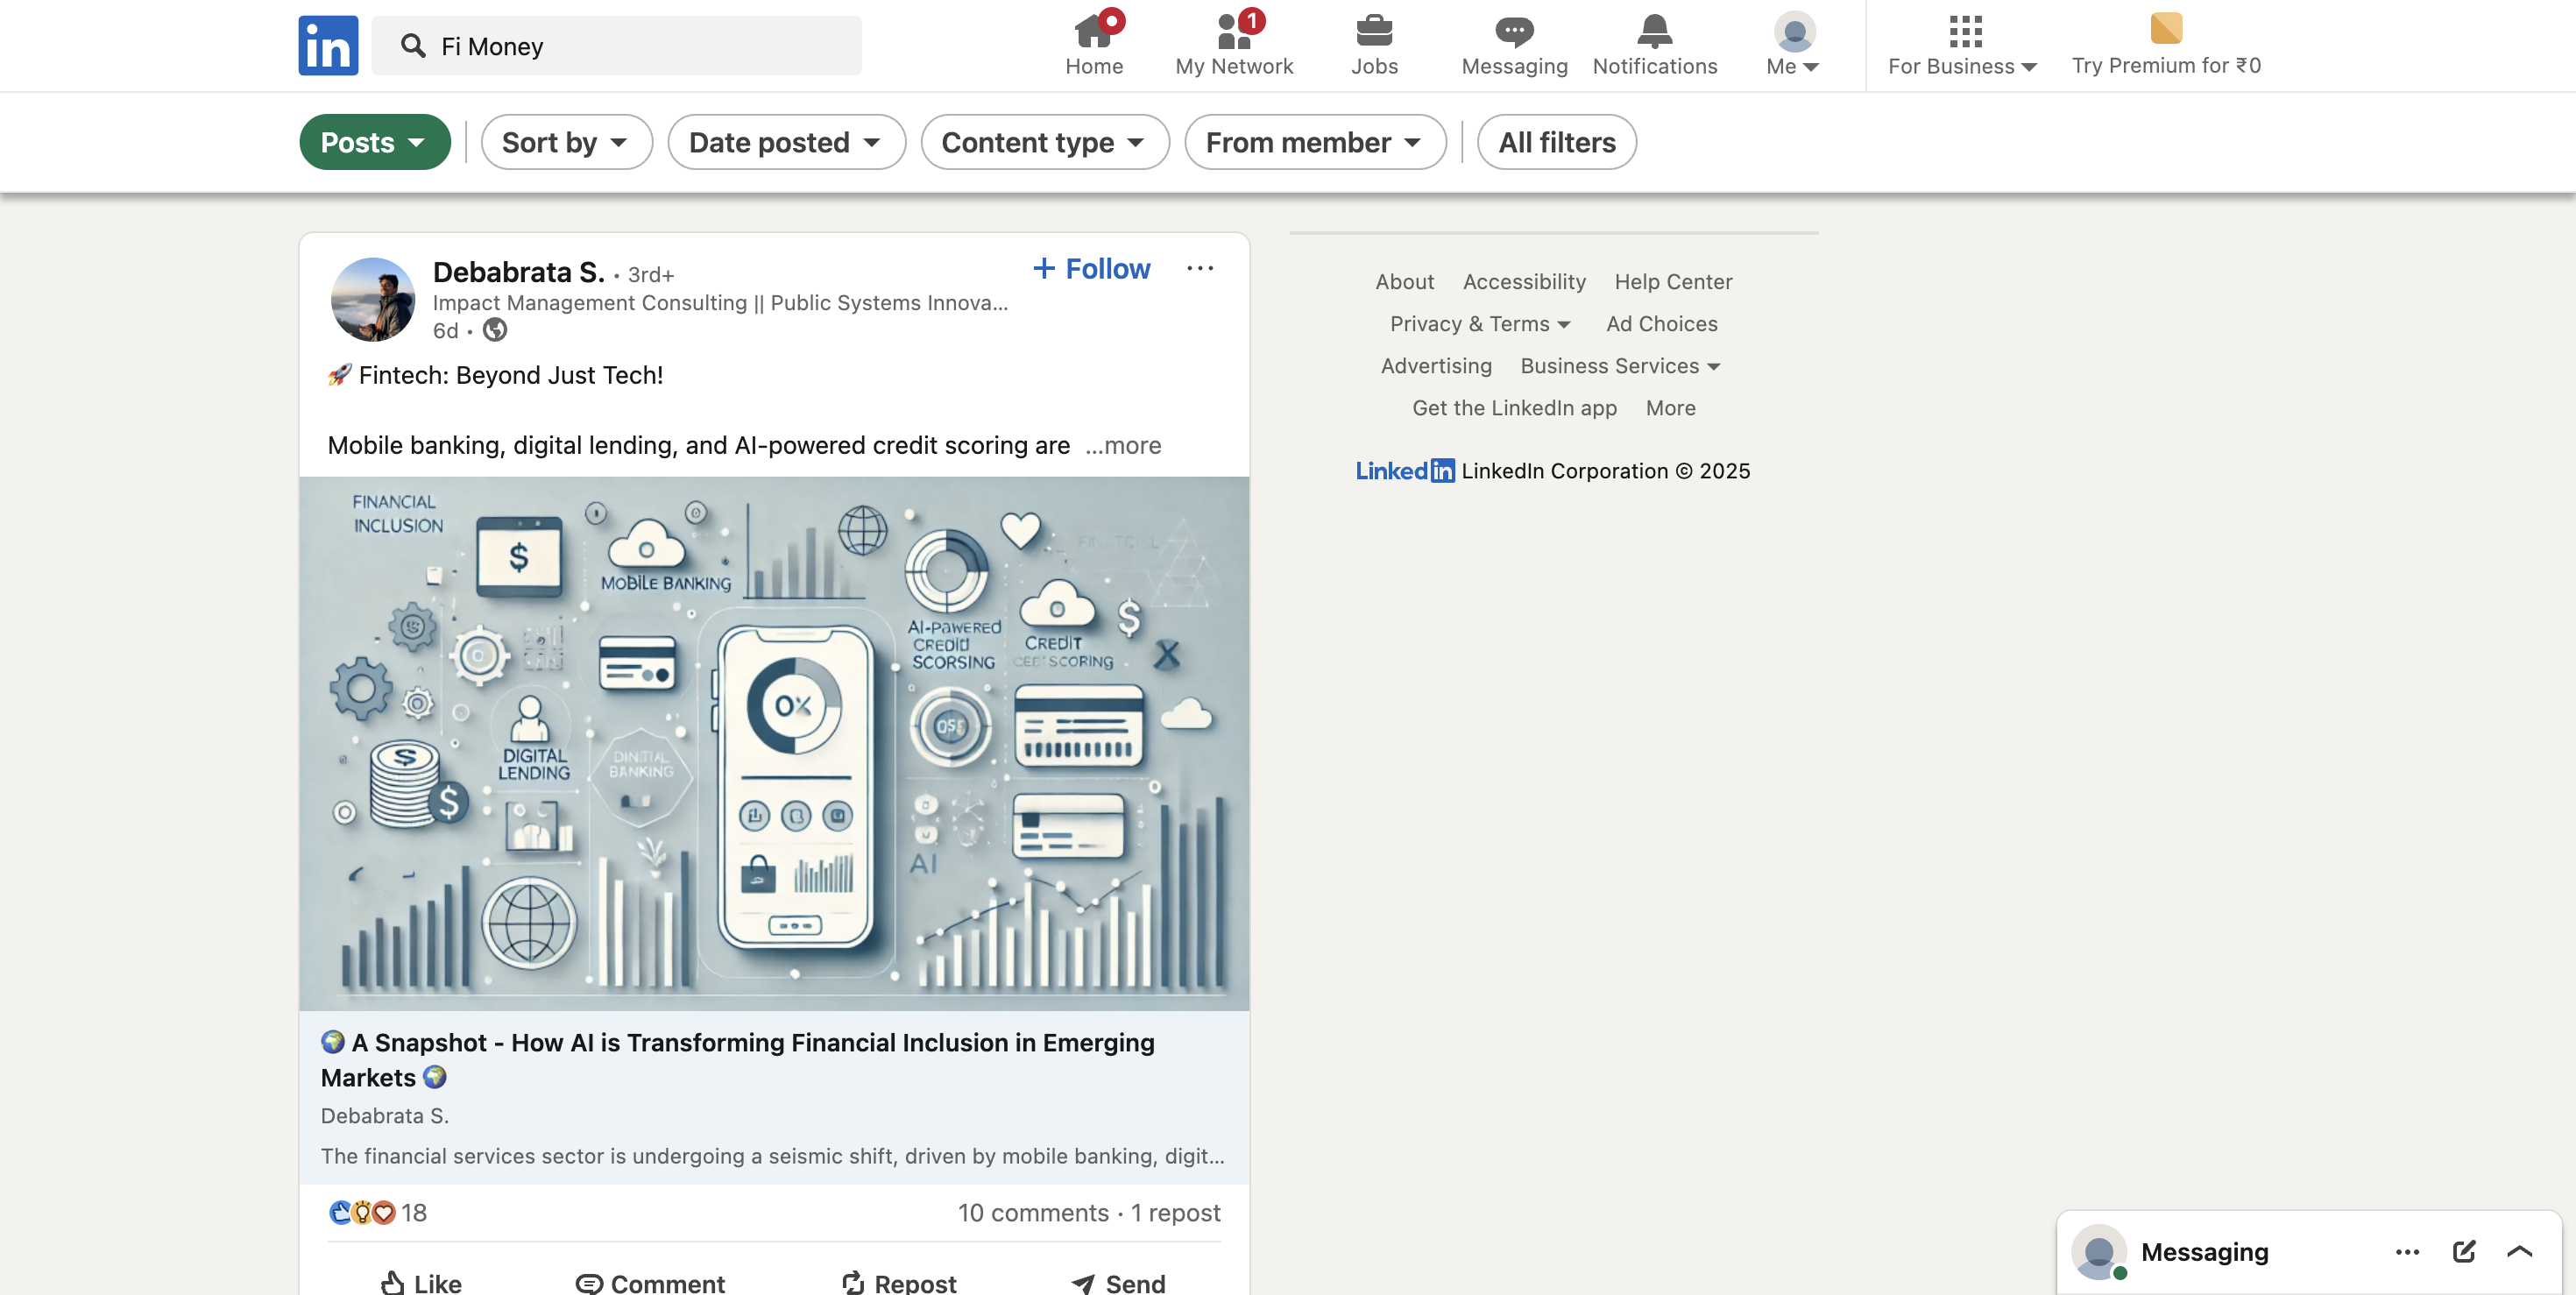 in
Fi Money
Home
1
My Network
Jobs
Messaging
Notifications
Me
For Business
Try Premium for ₹0
Posts
Sort by
Date posted
Content type
From member
All filters
Debabrata S. • 3rd+
+ Follow
Impact Management Consulting || Public Systems Innova...
6d •
🚀 Fintech: Beyond Just Tech!
Mobile banking, digital lending, and AI-powered credit scoring are ...more
FINANCIAL
INCLUSION
$
MOBILE BANKING
AI-PAWERED
CREDID
SCORSING
CREDIT
$
0%
DIGITAL
LENDING
DINITIAL
BANKING
$
$
AI
🌍 A Snapshot - How AI is Transforming Financial Inclusion in Emerging
Markets 🌍
Debabrata S.
The financial services sector is undergoing a seismic shift, driven by mobile banking, digit...
18
10 comments • 1 repost
Like
Comment
Repost
Send
About
Accessibility
Help Center
Privacy & Terms
Ad Choices
Advertising
Business Services
Get the LinkedIn app
More
Linkedin LinkedIn Corporation © 2025
Messaging